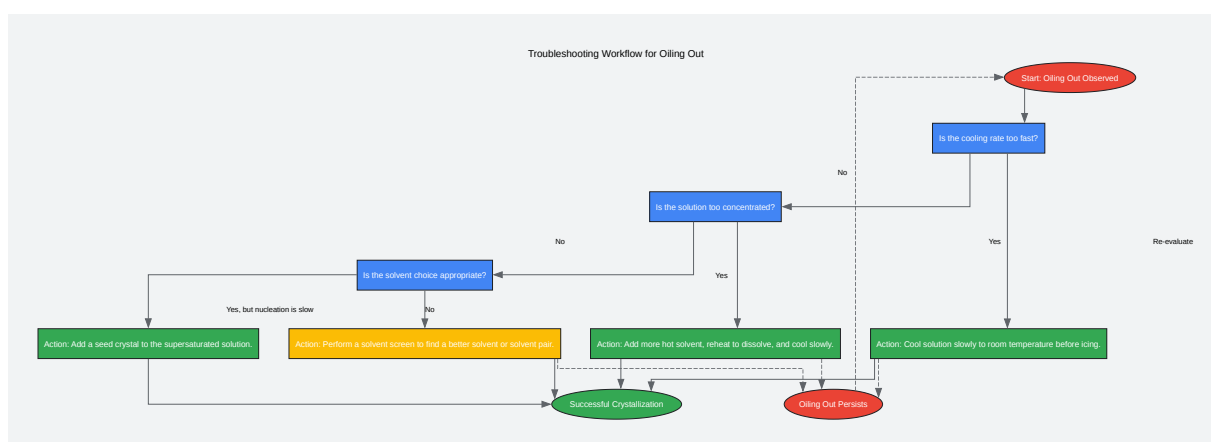 Troubleshooting Workflow for Oiling Out
Start: Oiling Out Observed
Is the cooling rate too fast?
No
Is the solution too concentrated?
No
Yes
Re-evaluate
Is the solvent choice appropriate?
Yes
Yes, but nucleation is slow
No
Action: Add a seed crystal to the supersaturated solution.
Action: Perform a solvent screen to find a better solvent or solvent pair.
Action: Add more hot solvent, reheat to dissolve, and cool slowly.
Action: Cool solution slowly to room temperature before icing.
Successful Crystallization
Oiling Out Persists